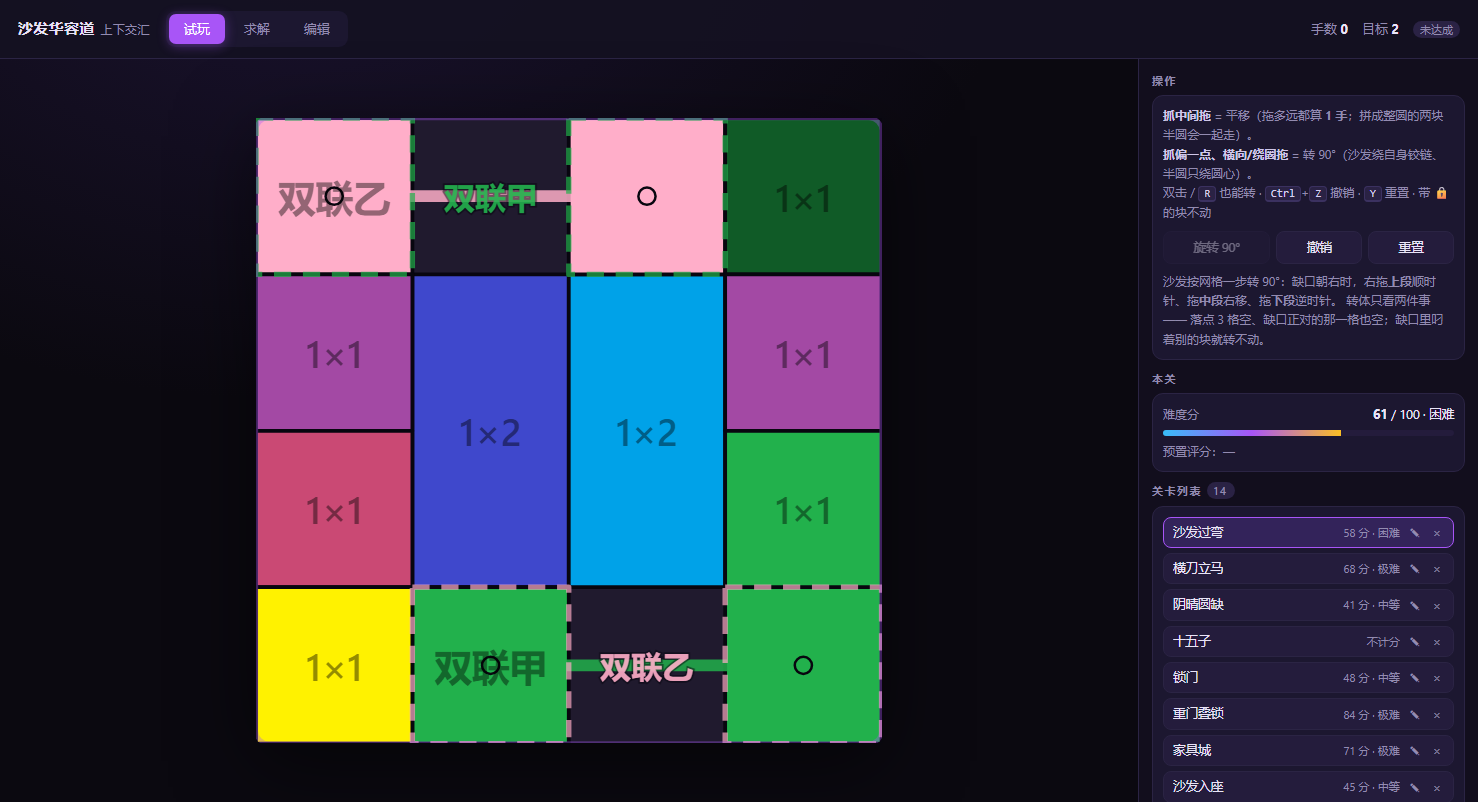 沙发华容道 上下交汇 试玩 求解 编辑 手数 0 目标 2 未达成
双联乙 双联甲 1×1
1×1 1×2 1×2 1×1
1×1 1×1
1×1 双联甲 双联乙
操作
抓中间拖 = 平移（拖多远都算 1 手；拼成整圆的两块
半圆会一起走）。
抓偏一点、横向/绕圆拖 = 转 90°（沙发绕自身铰链、
半圆只绕圆心）。
双击 / R 也能转 · Ctrl + Z 撤销 · Y 重置 · 带 🔒
的块不动
旋转 90° 撤销 重置
沙发按网格一步转 90°：缺口朝右时，右拖上段顺时
针、拖中段右移、拖下段逆时针。 转体只看两件事
—— 落点 3 格空、缺口正对的那一格也空；缺口里叼
着别的块就转不动。
本关
难度分 61 / 100 · 困难
预置评分：—
关卡列表 14
沙发过弯 58 分 · 困难
横刀立马 68 分 · 极难
阴晴圆缺 41 分 · 中等
十五子 不计分
锁门 48 分 · 中等
重门叠锁 84 分 · 极难
家具城 71 分 · 极难
沙发入座 45 分 · 中等